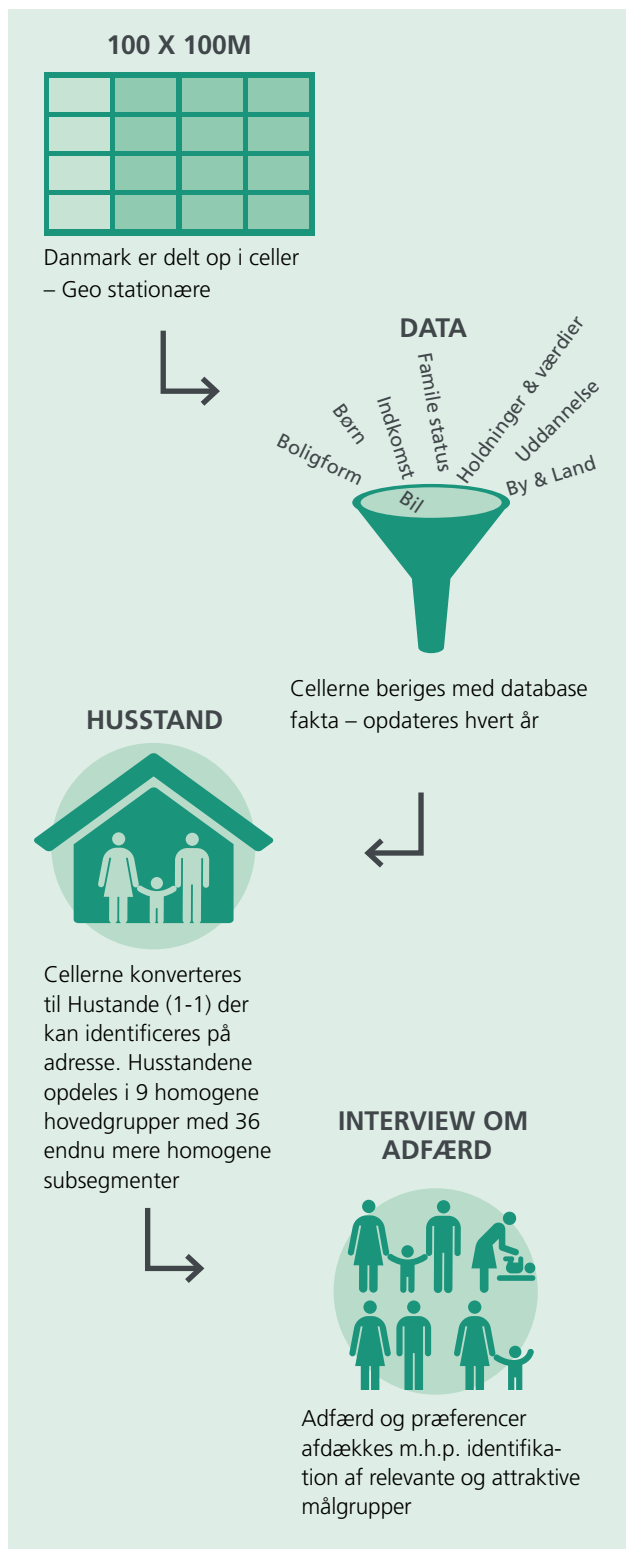 100 X 100M
Danmark er delt op i celler
– Geo stationære
DATA
Boligform
Børn
Indkomst
Famile status
Holdninger & værdier
Uddannelse
By & Land
Bil
Cellerne beriges med database
fakta – opdateres hvert år
HUSSTAND
Cellerne konverteres
til Hustande (1-1) der
kan identificeres på
adresse. Husstandene
opdeles i 9 homogene
hovedgrupper med 36
endnu mere homogene
subsegmenter
INTERVIEW OM
ADFÆRD
Adfærd og præferencer
afdækkes m.h.p. identifika-
tion af relevante og attraktive
målgrupper